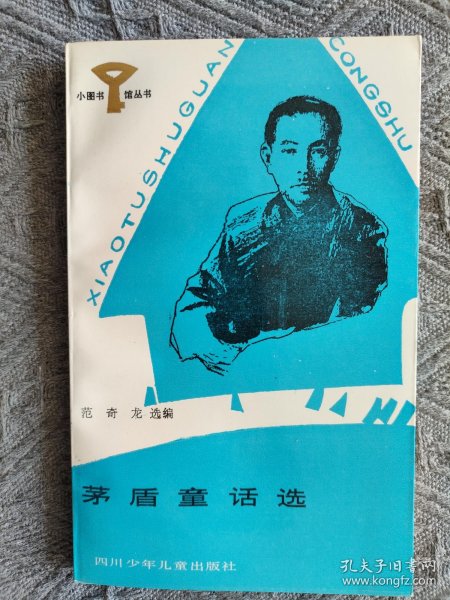 小图书馆丛书
XIAOTUSHUGUAN
CONGSHU
范奇龙 选编
茅盾童话选
四川少年儿童出版社
孔夫子旧书网
www.kongfz.com